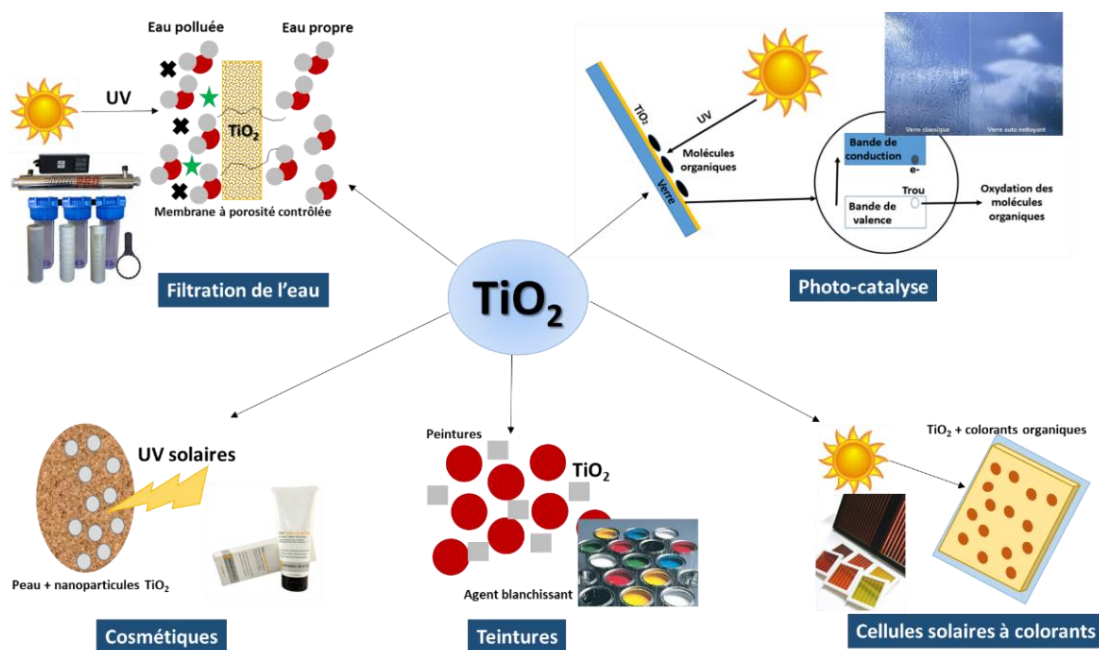 Eau polluée
Eau propre
UV
TiO2
Membrane à porosité contrôlée
Filtration de l'eau
TiO2
UV
Molécules
organiques
Verre
Verre classique
Verre auto nettoyant
Bande de
conduction
e-
Trou
Bande de
valence
Oxydation des
molécules
organiques
Photo-catalyse
TiO2
UV solaires
Peau + nanoparticules TiO2
Cosmétiques
Peintures
TiO2
Agent blanchissant
Teintures
TiO2 + colorants organiques
Cellules solaires à colorants